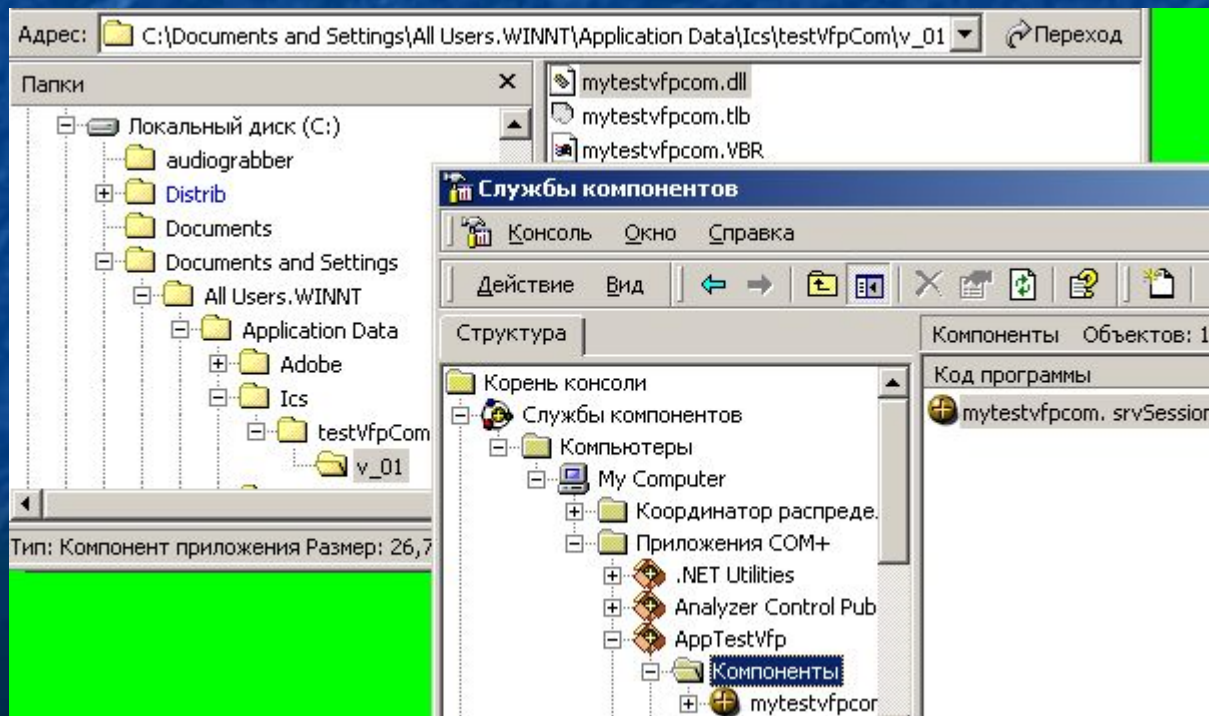 Адрес: C:\Documents and Settings\All Users.WINNT\Application Data\Ics\testVfpCom\v_01 Переход
Папки
Локальный диск (C:)
audiograbber
Distrib
Documents
Documents and Settings
All Users.WINNT
Application Data
Adobe
Ics
testVfpCom
v_01
Тип: Компонент приложения Размер: 26,7
mytestvfpcom.dll
mytestvfpcom.tlb
mytestvfpcom.VBR
Службы компонентов
Консоль Окно Справка
Действие Вид
Структура
Корень консоли
Службы компонентов
Компьютеры
My Computer
Координатор распреде.
Приложения COM+
.NET Utilities
Analyzer Control Pub
AppTestVfp
Компоненты
mytestvfpcor
Компоненты Объектов: 1
Код программы
mytestvfpcom. srvSession